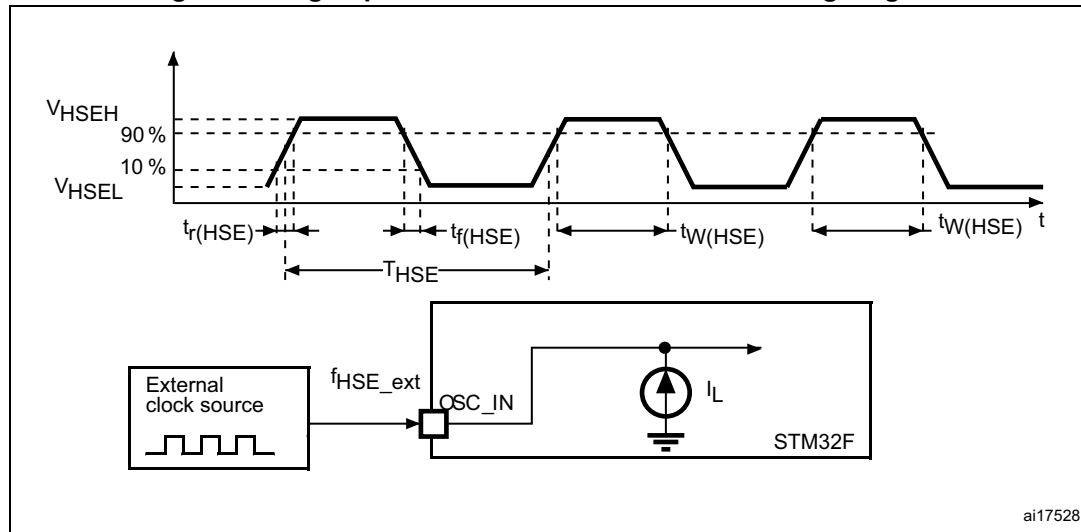 VHSEH
90 %
10 %
VHSEL
tr(HSE)
tf(HSE)
tW(HSE)
tW(HSE)
t
THSE
External
clock source
fHSE_ext
OSC_IN
IL
STM32F
ai17528